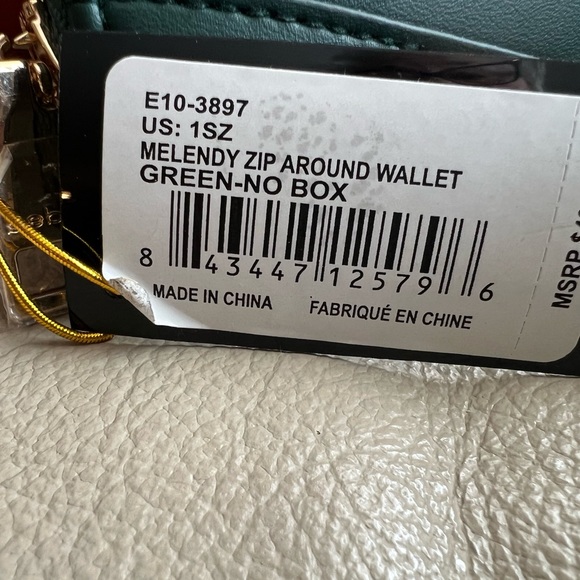 E10-3897
US: 1SZ
MELENDY ZIP AROUND WALLET
GREEN-NO BOX
8 43447 12579 6
MADE IN CHINA FABRIQUÉ EN CHINE
MSRP